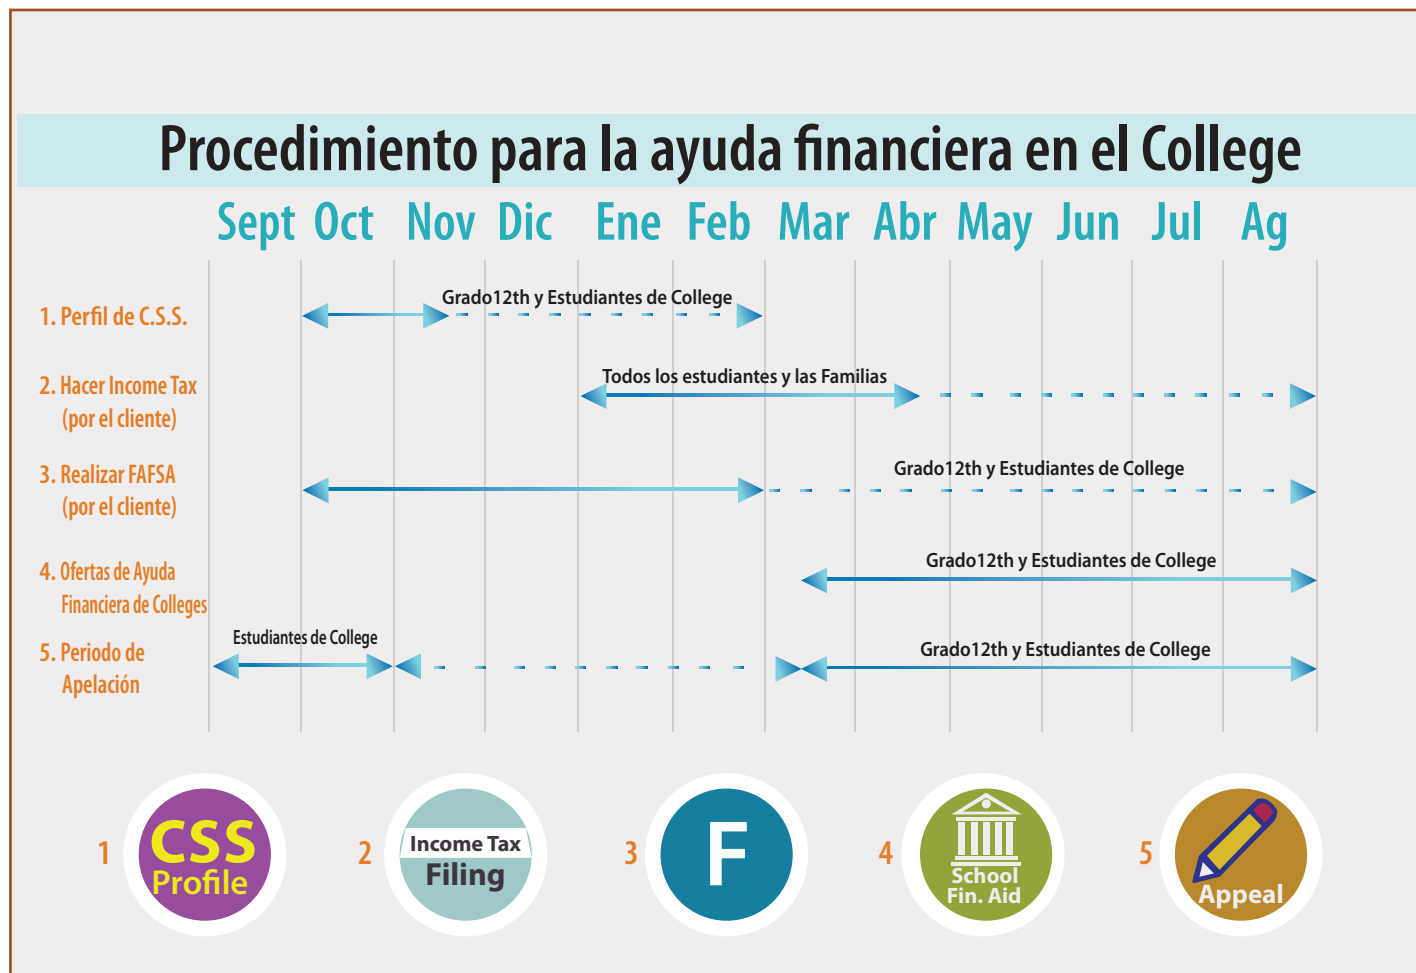 Procedimiento para la ayuda financiera en el College
Sept Oct Nov Dic Ene Feb Mar Abr May Jun Jul Ag
1. Perfil de C.S.S.
Grado12th y Estudiantes de College
2. Hacer Income Tax
(por el cliente)
Todos los estudiantes y las Familias
3. Realizar FAFSA
(por el cliente)
Grado12th y Estudiantes de College
4. Ofertas de Ayuda
Financiera de Colleges
Grado12th y Estudiantes de College
5. Periodo de
Apelación
Estudiantes de College
Grado12th y Estudiantes de College
1
CSS
Profile
2
Income Tax
Filing
3
F
4
School
Fin. Aid
5
Appeal